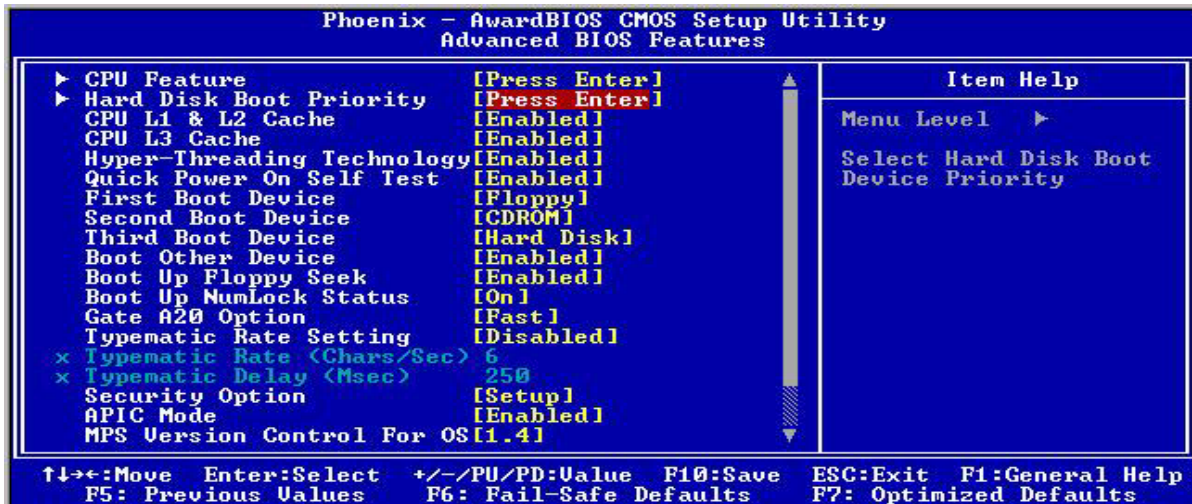 Phoenix - AwardBIOS CMOS Setup Utility
Advanced BIOS Features
► CPU Feature [Press Enter]
► Hard Disk Boot Priority [Press Enter]
CPU L1 & L2 Cache [Enabled]
CPU L3 Cache [Enabled]
Hyper-Threading Technology[Enabled]
Quick Power On Self Test [Enabled]
First Boot Device [Floppy]
Second Boot Device [CDROM]
Third Boot Device [Hard Disk]
Boot Other Device [Enabled]
Boot Up Floppy Seek [Enabled]
Boot Up NumLock Status [On]
Gate A20 Option [Fast]
Typematic Rate Setting [Disabled]
x Typematic Rate (Chars/Sec) 6
x Typematic Delay (Msec) 250
Security Option [Setup]
APIC Mode [Enabled]
MPS Version Control For OS[1.4]
Item Help
Menu Level ►
Select Hard Disk Boot
Device Priority
↑↓→←:Move Enter:Select +/-/PU/PD:Value F10:Save ESC:Exit F1:General Help
F5: Previous Values F6: Fail-Safe Defaults F7: Optimized Defaults